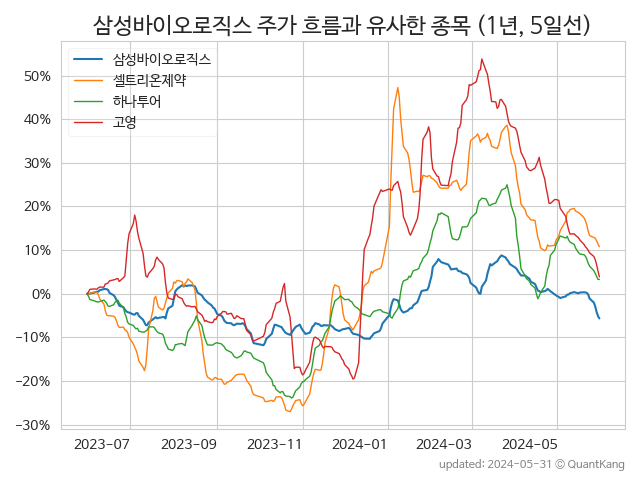 삼성바이오로직스 주가 흐름과 유사한 종목 (1년, 5일선)
삼성바이오로직스
셀트리온제약
하나투어
고영
50%
40%
30%
20%
10%
0%
−10%
−20%
−30%
2023-07 2023-09 2023-11 2024-01 2024-03 2024-05
updated: 2024-05-31 © QuantKang